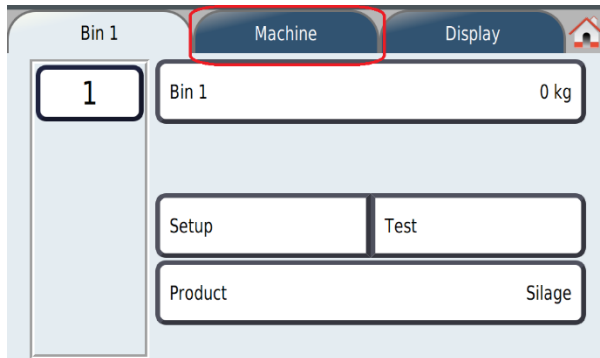 Bin 1 Machine Display
1
Bin 1 0 kg
Setup Test
Product Silage